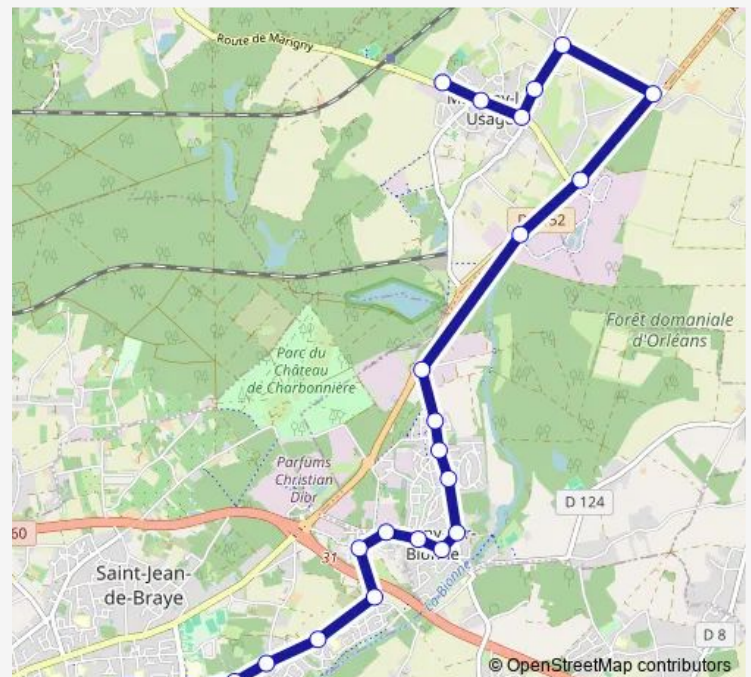 Route de Marigny
Usage
Forêt domaniale
d'Orléans
Parc du
Château
de Charbonnière
Parfums
Christian
Dior
D 124
60
31
Bionne
Saint-Jean-
de-Braye
La Bionne
D 8
© OpenStreetMap contributors